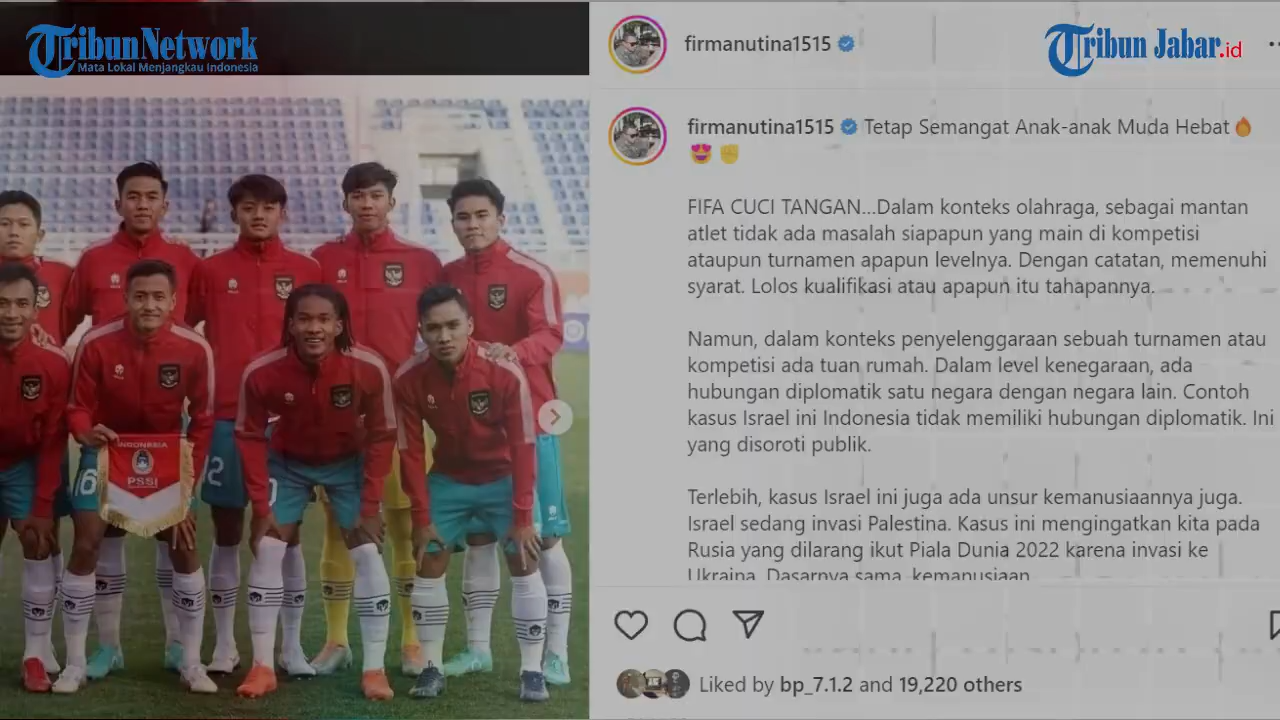 TribunNetwork
Mata Lokal Menjangkau Indonesia
firmanutina1515
Tribun Jabar.id
firmanutina1515 Tetap Semangat Anak-anak Muda Hebat🔥
😍✊
FIFA CUCI TANGAN...Dalam konteks olahraga, sebagai mantan
atlet tidak ada masalah siapapun yang main di kompetisi
ataupun turnamen apapun levelnya. Dengan catatan, memenuhi
syarat. Lolos kualifikasi atau apapun itu tahapannya.
Namun, dalam konteks penyelenggaraan sebuah turnamen atau
kompetisi ada tuan rumah. Dalam level kenegaraan, ada
hubungan diplomatik satu negara dengan negara lain. Contoh
kasus Israel ini Indonesia tidak memiliki hubungan diplomatik. Ini
yang disoroti publik.
Terlebih, kasus Israel ini juga ada unsur kemanusiaannya juga.
Israel sedang invasi Palestina. Kasus ini mengingatkan kita pada
Rusia yang dilarang ikut Piala Dunia 2022 karena invasi ke
Ukraina. Dasarnya sama, kemanusiaan
Liked by bp_7.1.2 and 19,220 others
INDONESIA
PSSI
16
12